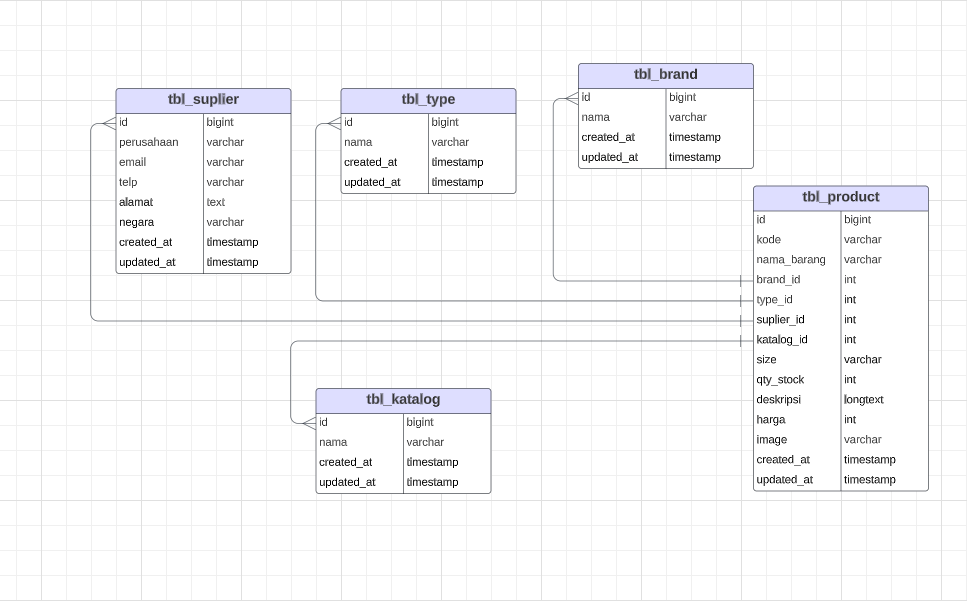 tbl_suplier
id bigint
perusahaan varchar
email varchar
telp varchar
alamat text
negara varchar
created_at timestamp
updated_at timestamp
tbl_type
id bigint
nama varchar
created_at timestamp
updated_at timestamp
tbl_brand
id bigint
nama varchar
created_at timestamp
updated_at timestamp
tbl_product
id bigint
kode varchar
nama_barang varchar
brand_id int
type_id int
suplier_id int
katalog_id int
size varchar
qty_stock int
deskripsi longtext
harga int
image varchar
created_at timestamp
updated_at timestamp
tbl_katalog
id bigint
nama varchar
created_at timestamp
updated_at timestamp